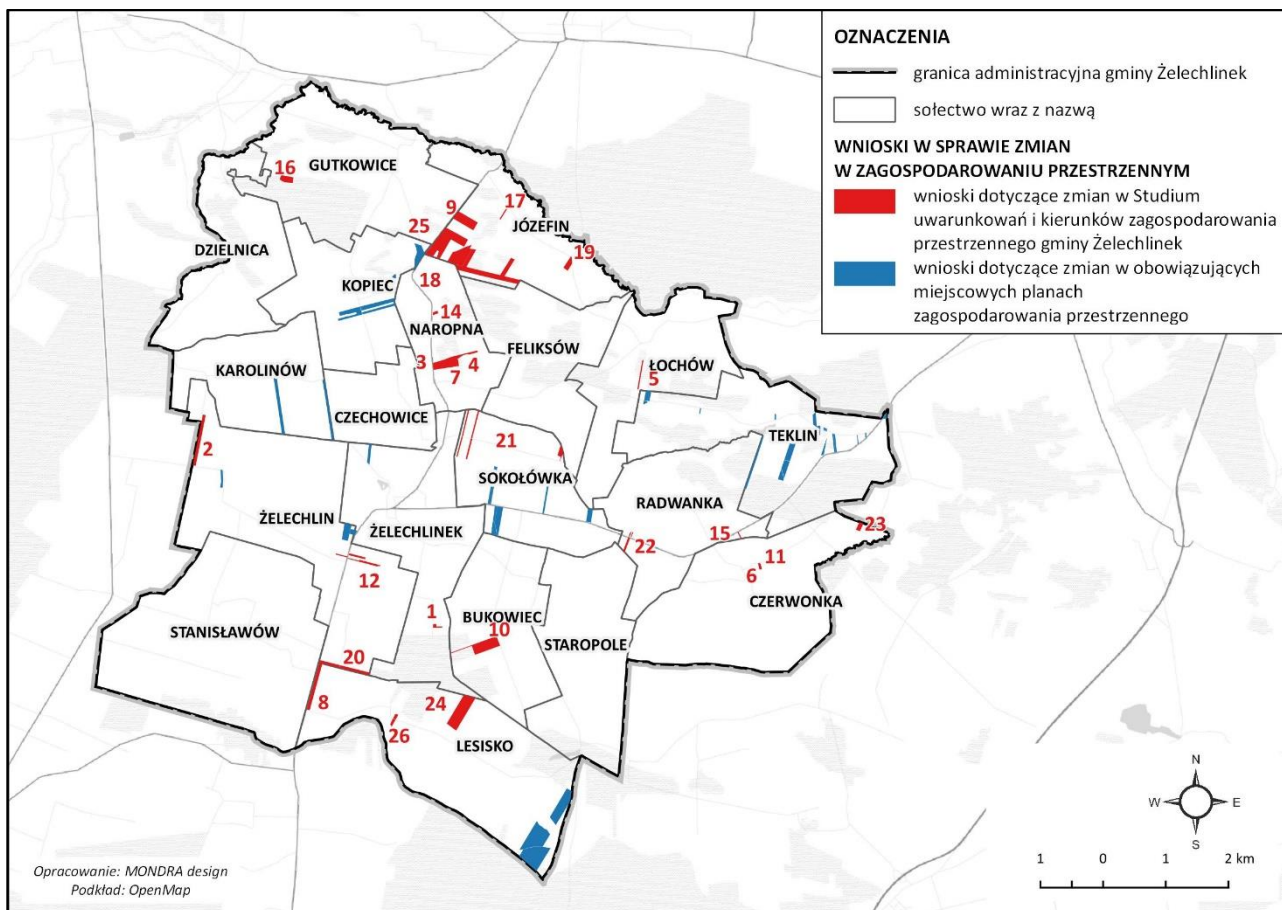 OZNACZENIA
granica administracyjna gminy Żelechlinek
sołectwo wraz z nazwą
WNIOSKI W SPRAWIE ZMIAN
W ZAGOSPODAROWANIU PRZESTRZENNYM
wnioski dotyczące zmian w Studium
uwarunkowań i kierunków zagospodarowania
przestrzennego gminy Żelechlinek
wnioski dotyczące zmian w obowiązujących
miejscowych planach
zagospodarowania przestrzennego
16
GUTKOWICE
17
9
25
JÓZEFIN
DZIELNICA
19
KOPIEC
18
14
NAROPNA
FELIKSÓW
3
4
7
KAROLINÓW
ŁOCHÓW
5
CZECHOWICE
2
21
TEKLIN
SOKOŁÓWKA
RADWANKA
ŻELECHLIN
ŻELECHLINEK
23
15
22
12
11
6
CZERWONKA
1
BUKOWIEC
10
STANISŁAWÓW
STAROPOLE
20
8
24
26
LESISKO
N
W
E
S
1
0
1
2 km
Opracowanie: MONDRA design
Podkład: OpenMap